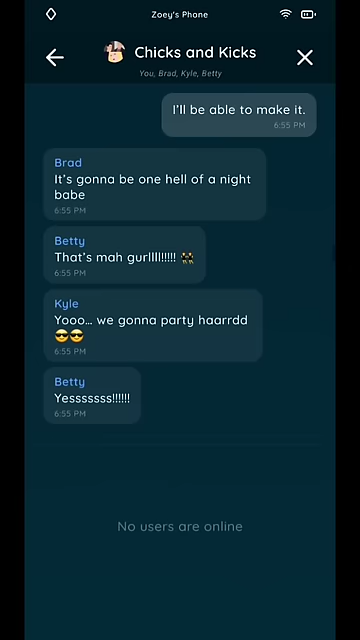 Zoey's Phone
Chicks and Kicks
You, Brad, Kyle, Betty
I'll be able to make it.
6:55 PM
Brad
It's gonna be one hell of a night
babe
6:55 PM
Betty
That's mah gurllll!!!!! 👯
6:55 PM
Kyle
Yooo... we gonna party haarrdd
😎😎
6:55 PM
Betty
Yesssssss!!!!!!
6:55 PM
No users are online